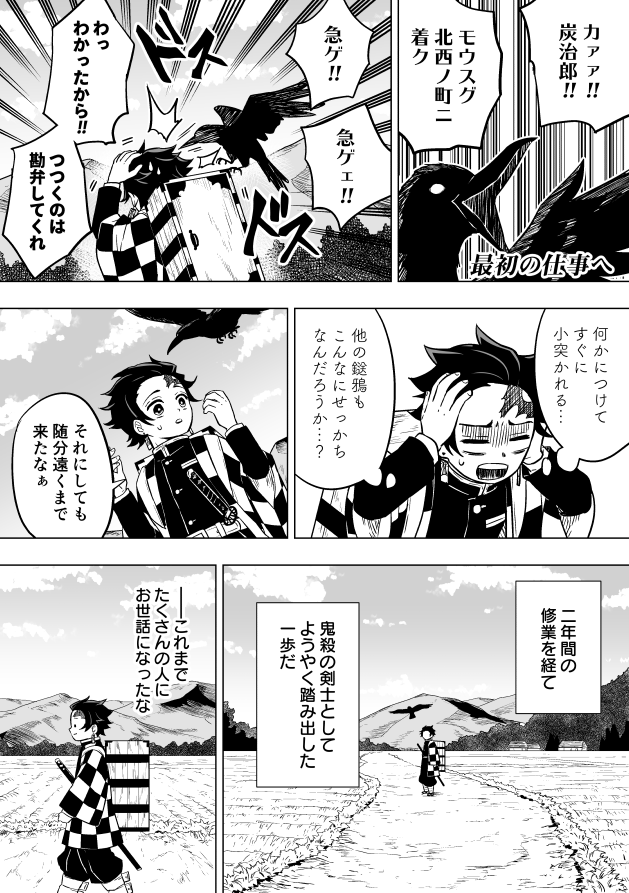 カァァ!!
炭治郎!!
モウスグ
北西ノ町ニ
着ク
最初の仕事へ
急ゲ!!
急ゲェ!!
ドス
ドス
わっ
わかったから!!
つつくのは
勘弁してくれ
何かにつけて
すぐに
小突かれる…
他の鎹鴉も
こんなにせっかち
なんだろうか…?
それにしても
随分遠くまで
来たなぁ
二年間の
修業を経て
鬼殺の剣士として
ようやく踏み出した
一歩だ
――これまで
たくさんの人に
お世話になったな